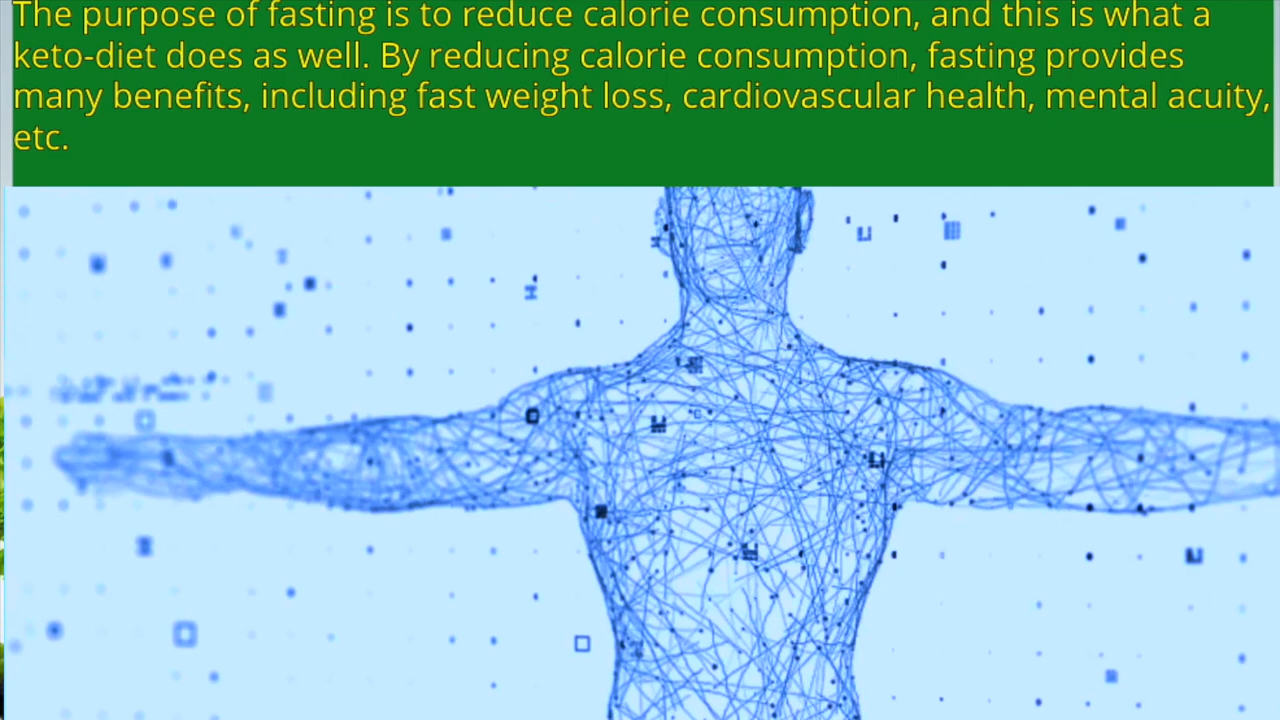 The purpose of fasting is to reduce calorie consumption, and this is what a
keto-diet does as well. By reducing calorie consumption, fasting provides
many benefits, including fast weight loss, cardiovascular health, mental acuity,
etc.